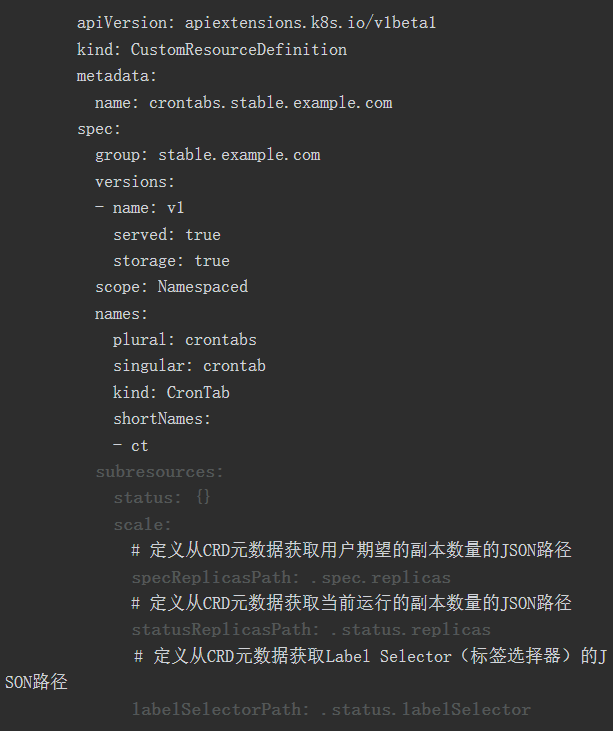 apiVersion: apiextensions.k8s.io/v1beta1
kind: CustomResourceDefinition
metadata:
  name: crontabs.stable.example.com
spec:
  group: stable.example.com
  versions:
  - name: v1
    served: true
    storage: true
  scope: Namespaced
  names:
    plural: crontabs
    singular: crontab
    kind: CronTab
    shortNames:
    - ct
  subresources:
    status: {}
    scale:
      # 定义从CRD元数据获取用户期望的副本数量的JSON路径
      specReplicasPath: .spec.replicas
      # 定义从CRD元数据获取当前运行的副本数量的JSON路径
      statusReplicasPath: .status.replicas
      # 定义从CRD元数据获取Label Selector（标签选择器）的J
SON路径
      labelSelectorPath: .status.labelSelector